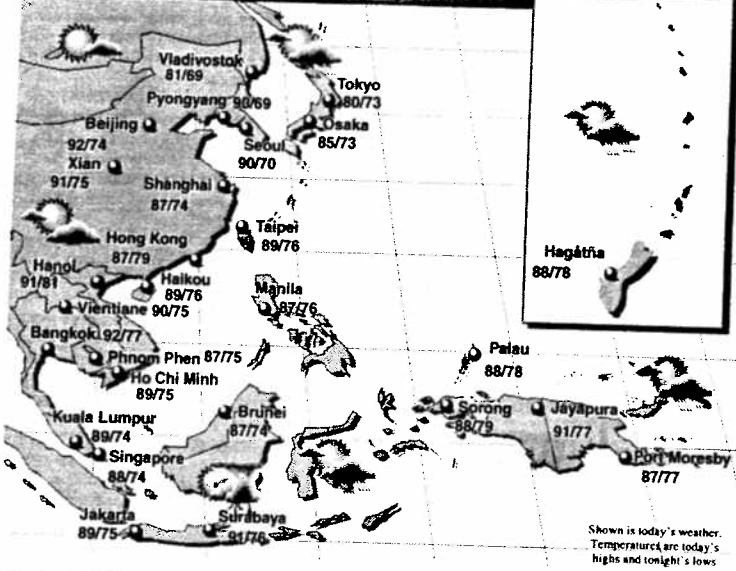 Vladivostok
81/69
Tokyo
80/73
Pyongyang 90/69
Beijing
92/74
Osaka
85/73
Seoul
90/70
Xian
91/75
Shanghai
87/74
Taipei
89/76
Hong Kong
87/79
Hanoi
91/81
Haikou
89/76
Manila
87/76
Vientiane 90/75
Bangkok 92/77
Phnom Phen 87/75
Ho Chi Minh
89/75
Hagåtña
88/78
Palau
88/78
Kuala Lumpur
89/74
Brunei
87/74
Sorong
88/79
Jayapura
91/77
Singapore
88/74
Port Moresby
87/77
Jakarta
89/75
Surabaya
91/76
Shown is today's weather.
Temperatures are today's
highs and tonight's lows